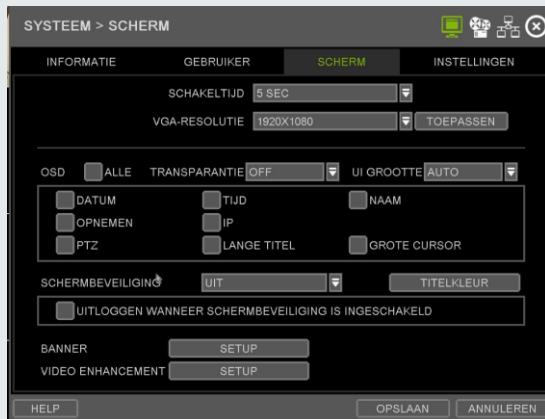 SYSTEEM > SCHERM
INFORMATIE GEBRUIKER SCHERM INSTELLINGEN
SCHAKELTIJD 5 SEC
VGA-RESOLUTIE 1920X1080 TOEPASSEN
OSD ALLE TRANSPARANTIE OFF UI GROOTTE AUTO
DATUM TIJD NAAM
OPNEMEN IP
PTZ LANGE TITEL GROTE CURSOR
SCHERMBEVEILIGING UIT TITELKLEUR
UITLOGGEN WANNEER SCHERMBEVEILIGING IS INGESCHAKELD
BANNER SETUP
VIDEO ENHANCEMENT SETUP
HELP OPSLAAN ANNULEREN